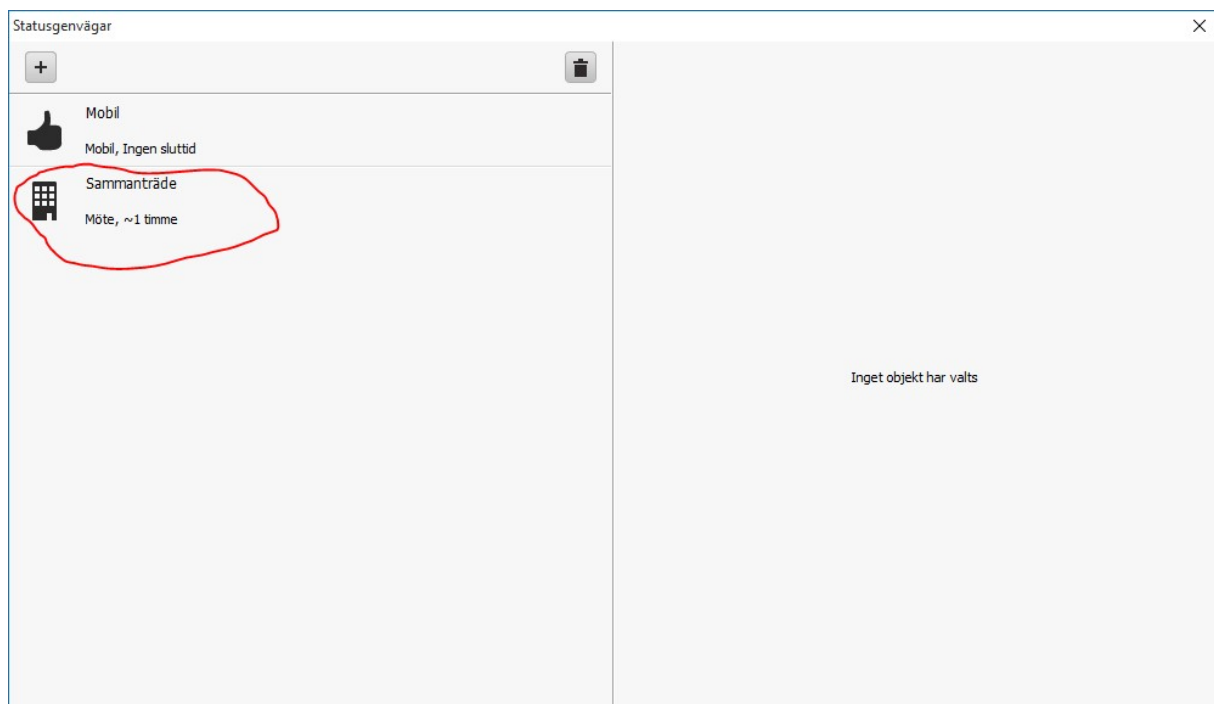 Statusgenvägar
Mobil
Mobil, Ingen sluttid
Sammanträde
Möte, ~1 timme
Inget objekt har valts